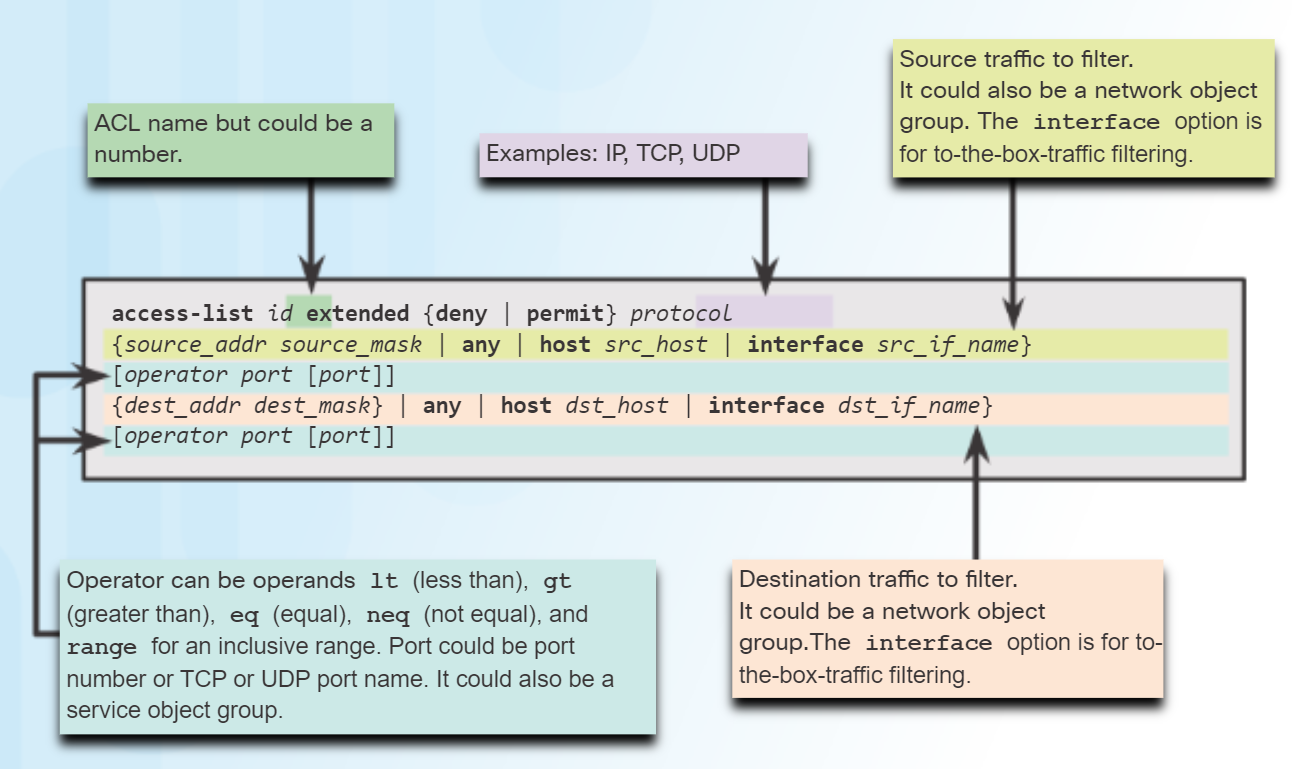 Source traffic to filter.
It could also be a network object
group. The interface option is
for to-the-box-traffic filtering.
ACL name but could be a
number.
Examples: IP, TCP, UDP
access-list id extended {deny | permit} protocol
{source_addr source_mask | any | host src_host | interface src_if_name}
[operator port [port]]
{dest_addr dest_mask} | any | host dst_host | interface dst_if_name}
[operator port [port]]
Operator can be operands lt (less than), gt
(greater than), eq (equal), neq (not equal), and
range for an inclusive range. Port could be port
number or TCP or UDP port name. It could also be a
service object group.
Destination traffic to filter.
It could be a network object
group.The interface option is for to-
the-box-traffic filtering.